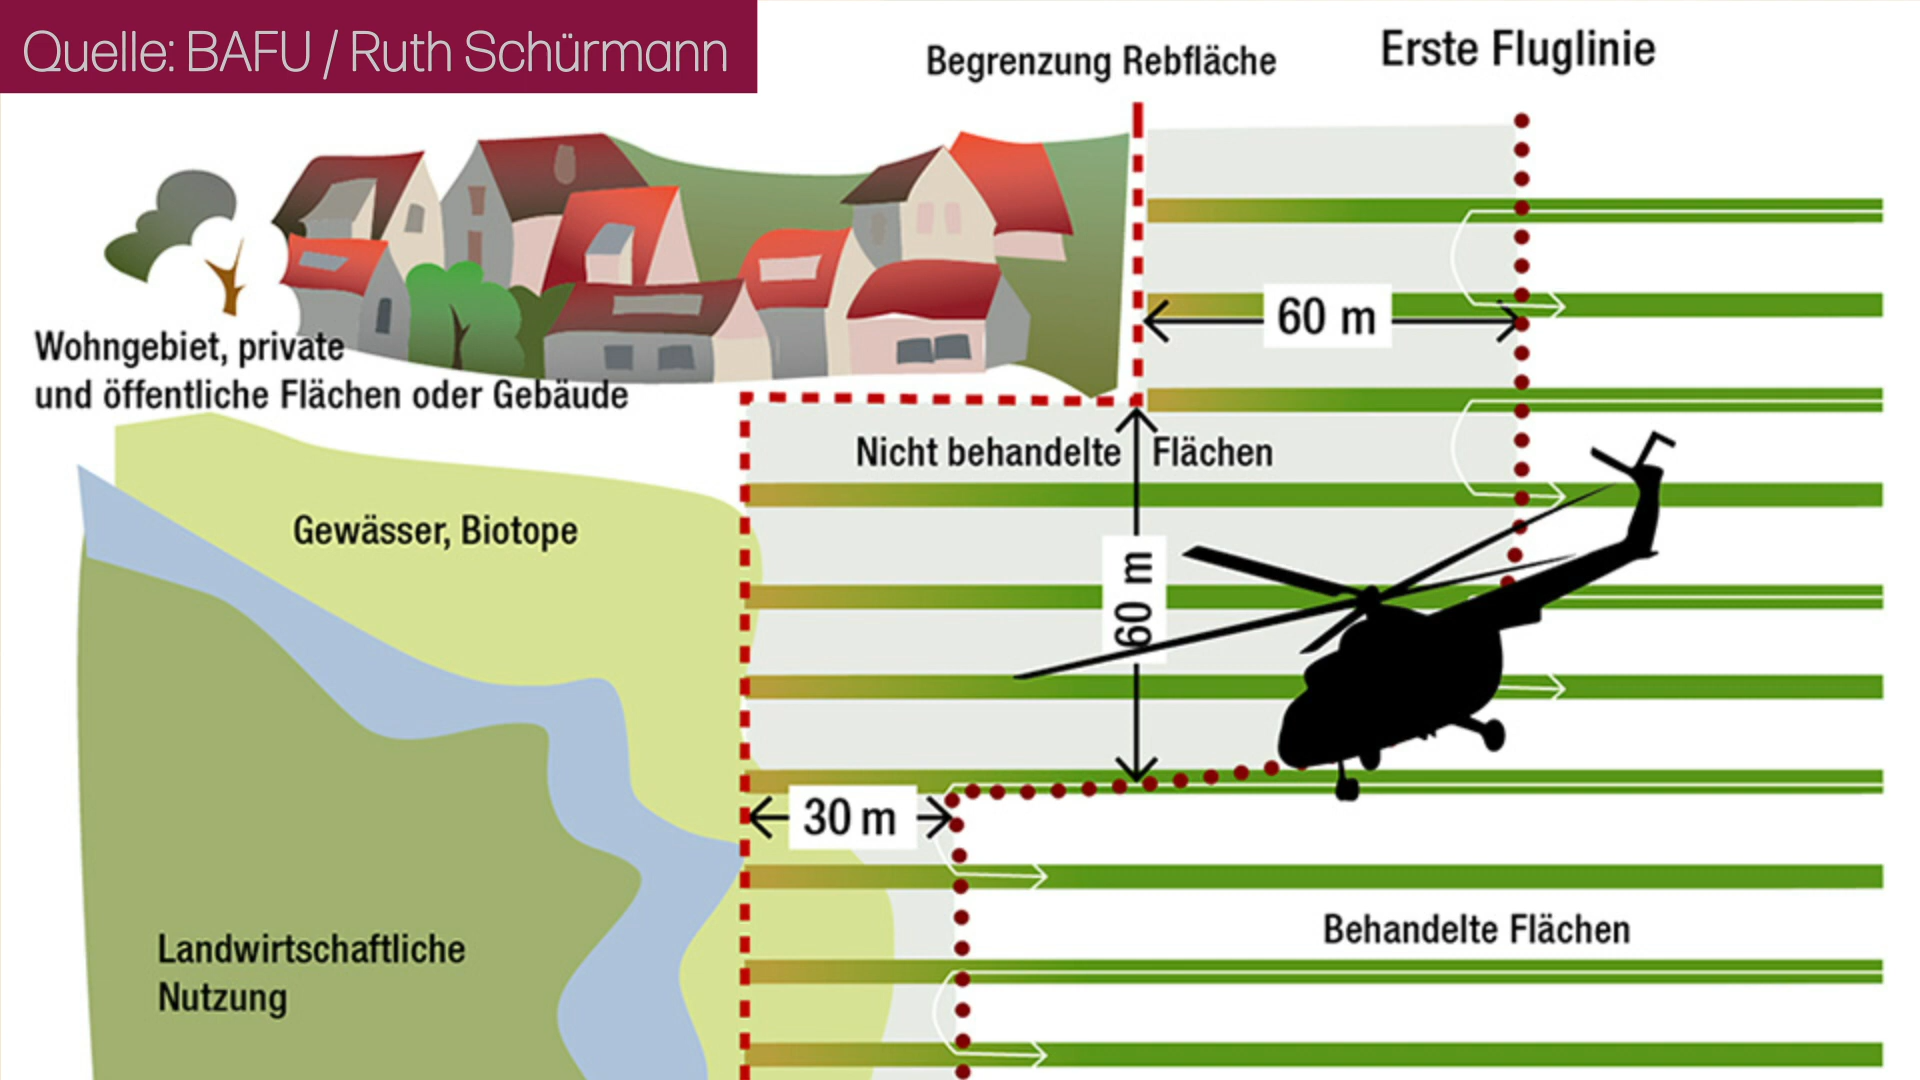 Quelle: BAFU / Ruth Schürmann
Begrenzung Rebfläche
Erste Fluglinie
60 m
Wohngebiet, private
und öffentliche Flächen oder Gebäude
Nicht behandelte Flächen
Gewässer, Biotope
60 m
30 m
Behandelte Flächen
Landwirtschaftliche
Nutzung